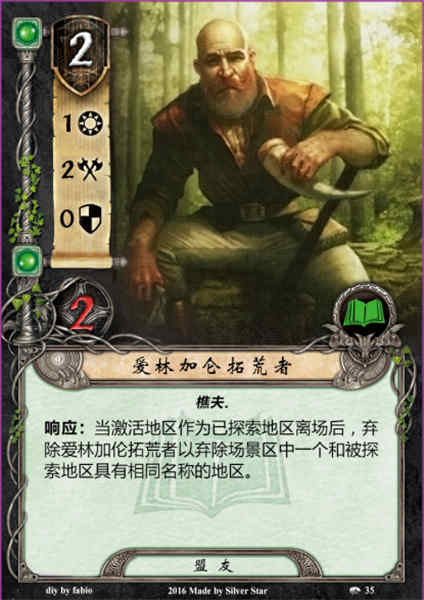 2
1
2
0
2
爱林加仑拓荒者
樵夫.
响应：当激活地区作为已探索地区离场后，弃
除爱林加伦拓荒者以弃除场景区中一个和被探
索地区具有相同名称的地区。
盟友
diy by fabio 2016 Made by Silver Star 35